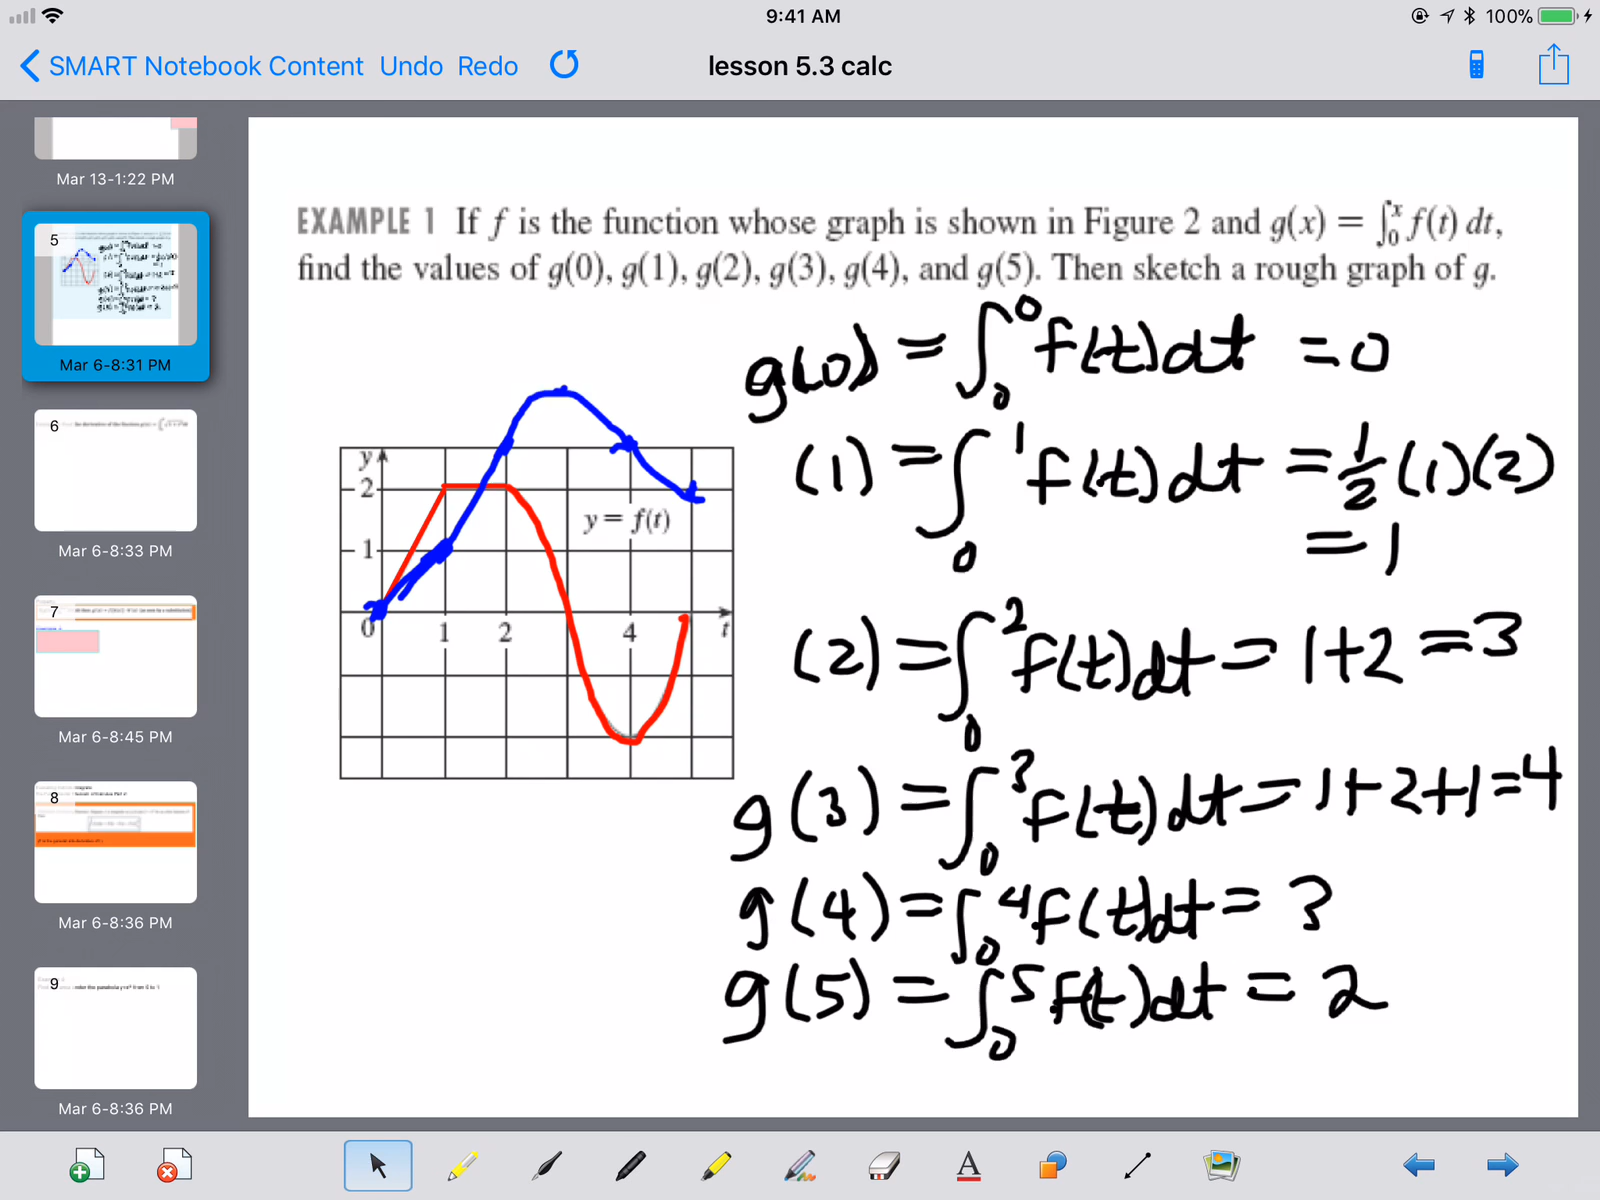 9:41 AM
100%
SMART Notebook Content Undo Redo
lesson 5.3 calc
Mar 13-1:22 PM
5
Mar 6-8:31 PM
6
Mar 6-8:33 PM
7
Mar 6-8:45 PM
8
Mar 6-8:36 PM
9
Mar 6-8:36 PM
EXAMPLE 1 If f is the function whose graph is shown in Figure 2 and g(x) = ∫₀ˣ f(t) dt,
find the values of g(0), g(1), g(2), g(3), g(4), and g(5). Then sketch a rough graph of g.
y
2
1
y = f(t)
0 1 2 4 t
g(0) = ∫₀⁰ f(t)dt = 0
(1) = ∫₀¹ f(t)dt = ½(1)(2)
= 1
(2) = ∫₀² f(t)dt = 1+2 = 3
g(3) = ∫₀³ f(t)dt = 1+2+1=4
g(4) = ∫₀⁴ f(t)dt = 3
g(5) = ∫₀⁵ f(t)dt = 2
A